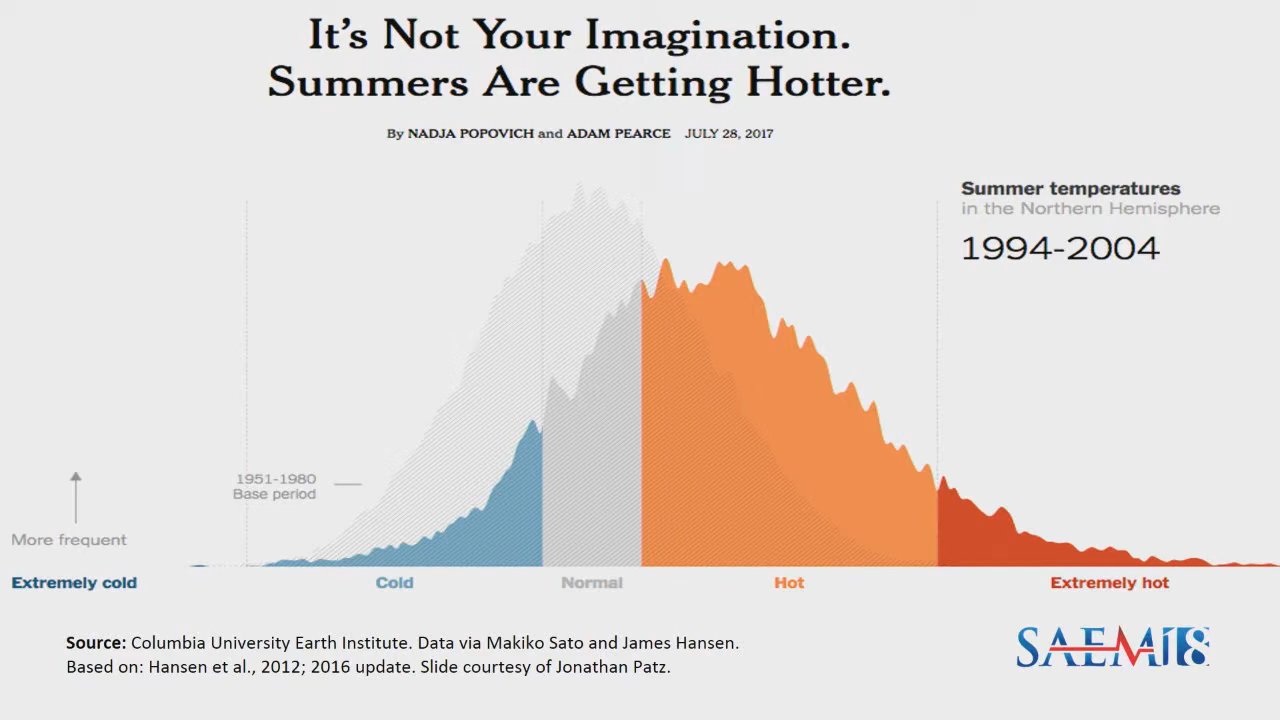 It's Not Your Imagination.
Summers Are Getting Hotter.
By NADJA POPOVICH and ADAM PEARCE JULY 28, 2017
Summer temperatures
in the Northern Hemisphere
1994-2004
1951-1980
Base period
More frequent
Extremely cold
Cold
Normal
Hot
Extremely hot
Source: Columbia University Earth Institute. Data via Makiko Sato and James Hansen.
Based on: Hansen et al., 2012; 2016 update. Slide courtesy of Jonathan Patz.
SAEM18